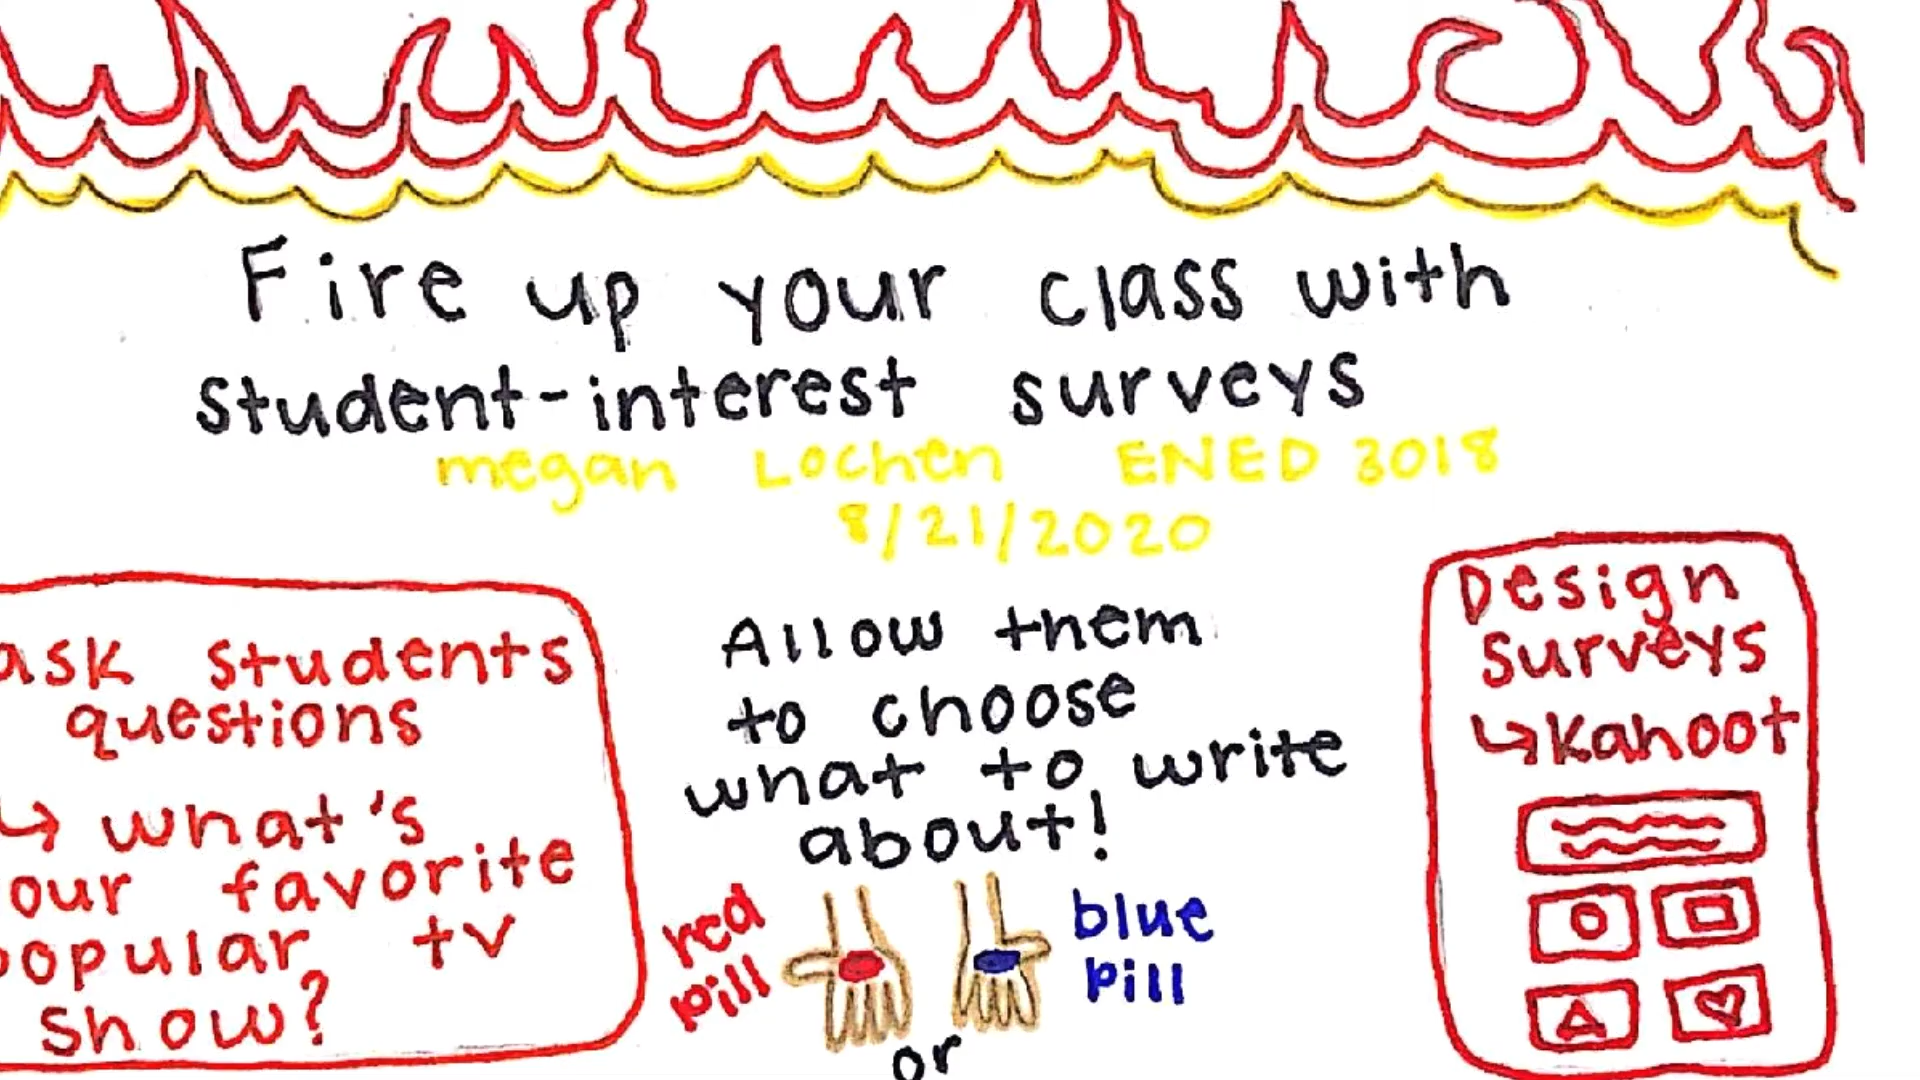 Fire up your class with
student-interest surveys
megan Lochen ENED 3018
8/21/2020
ask students
questions
↳ what's
our favorite
popular tv
show?
Allow them
to choose
what to write
about!
red
pill
blue
pill
or
Design
surveys
↳ Kahoot